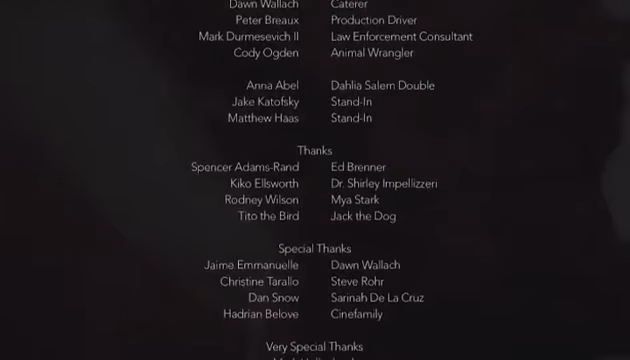 Dawn Wallach Caterer
Peter Breaux Production Driver
Mark Durmesevich II Law Enforcement Consultant
Cody Ogden Animal Wrangler
Anna Abel Dahlia Salem Double
Jake Katofsky Stand-In
Matthew Haas Stand-In
Thanks
Spencer Adams-Rand Ed Brenner
Kiko Ellsworth Dr. Shirley Impellizzeri
Rodney Wilson Mya Stark
Tito the Bird Jack the Dog
Special Thanks
Jaime Emmanuelle Dawn Wallach
Christine Tarallo Steve Rohr
Dan Snow Sarinah De La Cruz
Hadrian Belove Cinefamily
Very Special Thanks